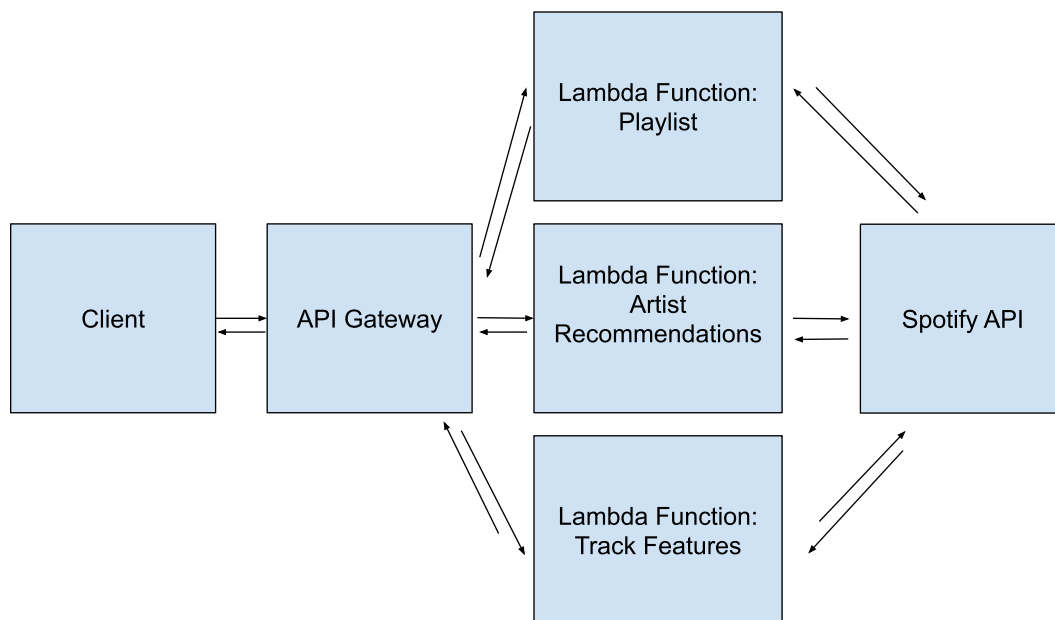 Lambda Function:
Playlist
Client
API Gateway
Lambda Function:
Artist
Recommendations
Spotify API
Lambda Function:
Track Features